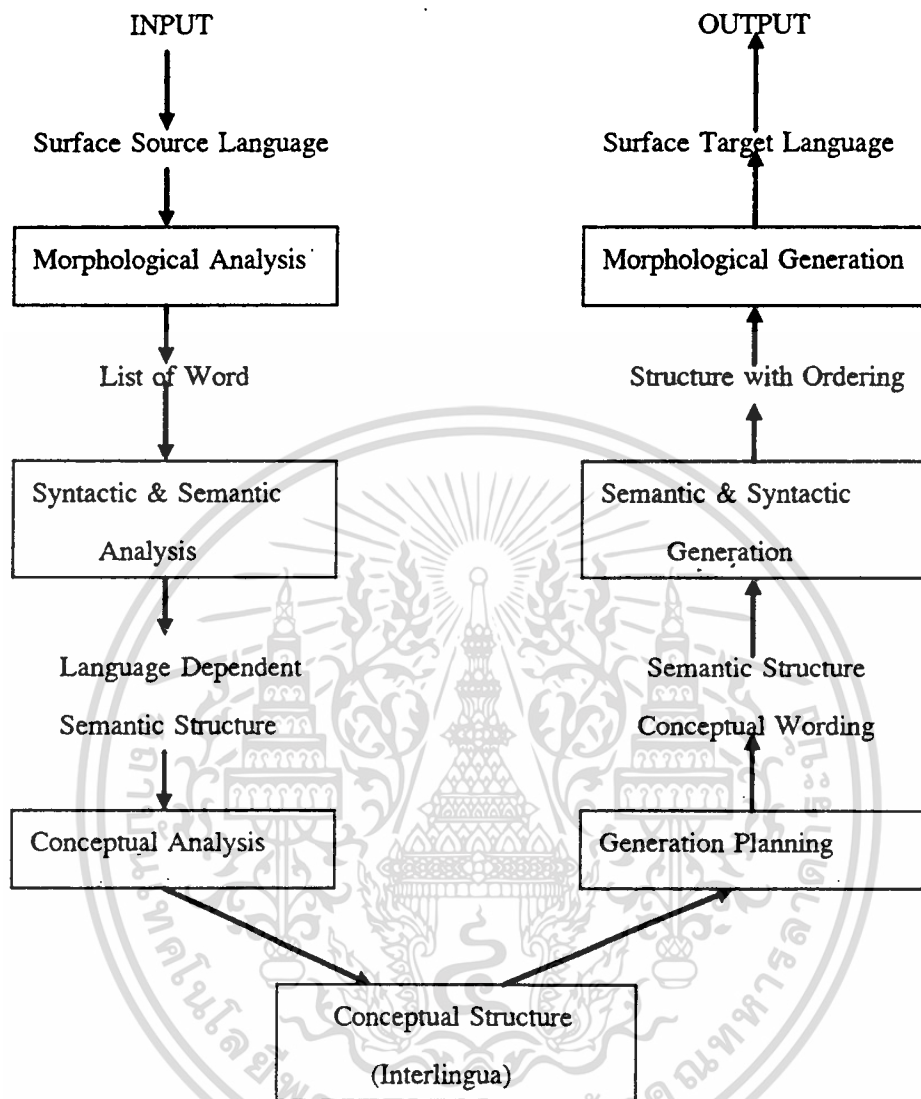 INPUT
Surface Source Language
Morphological Analysis
List of Word
Syntactic & Semantic
Analysis
Language Dependent
Semantic Structure
Conceptual Analysis
Conceptual Structure
(Interlingua)
OUTPUT
Surface Target Language
Morphological Generation
Structure with Ordering
Semantic & Syntactic
Generation
Semantic Structure
Conceptual Wording
Generation Planning